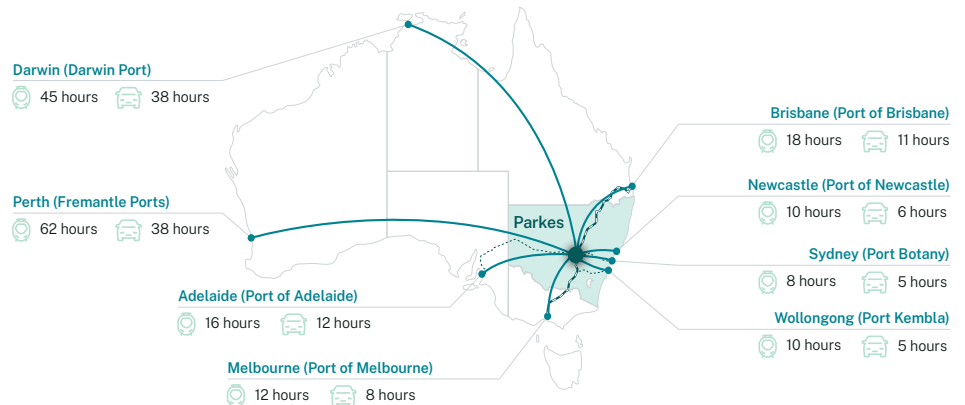 Darwin (Darwin Port)
45 hours 38 hours
Perth (Fremantle Ports)
62 hours 38 hours
Adelaide (Port of Adelaide)
16 hours 12 hours
Melbourne (Port of Melbourne)
12 hours 8 hours
Parkes
Brisbane (Port of Brisbane)
18 hours 11 hours
Newcastle (Port of Newcastle)
10 hours 6 hours
Sydney (Port Botany)
8 hours 5 hours
Wollongong (Port Kembla)
10 hours 5 hours